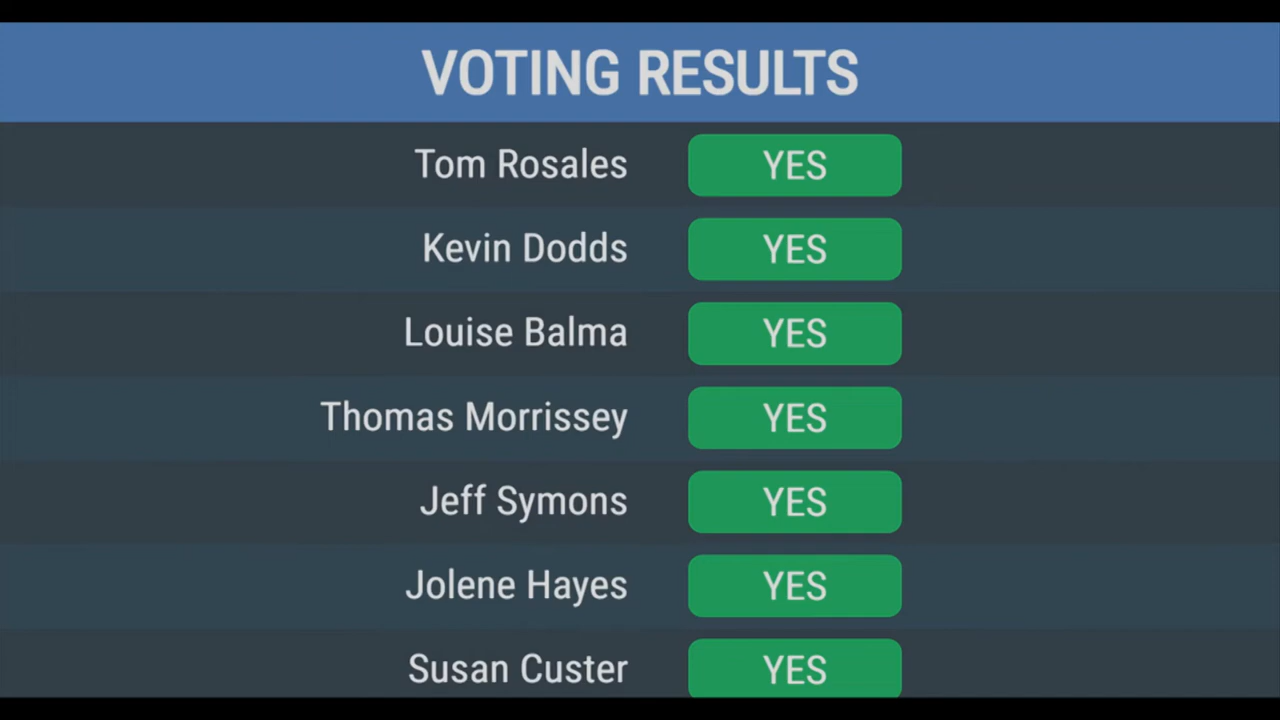 VOTING RESULTS
Tom Rosales YES
Kevin Dodds YES
Louise Balma YES
Thomas Morrissey YES
Jeff Symons YES
Jolene Hayes YES
Susan Custer YES